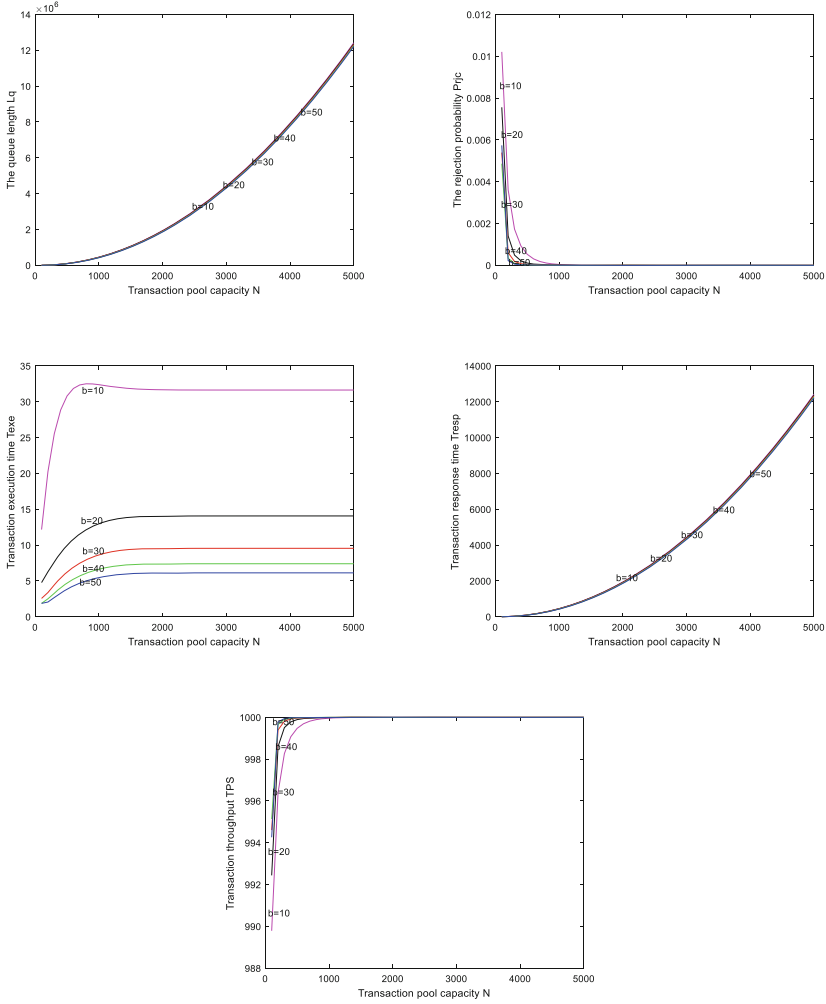 × 10^6
14
12
10
8
6
4
2
0
The queue length Lq
b=50
b=40
b=30
b=20
b=10
0 1000 2000 3000 4000 5000
Transaction pool capacity N
0.012
0.01
0.008
0.006
0.004
0.002
0
The rejection probability Prjc
b=10
b=20
b=30
b=40
b=50
0 1000 2000 3000 4000 5000
Transaction pool capacity N
35
30
25
20
15
10
5
0
Transaction execution time Texe
b=10
b=20
b=30
b=40
b=50
0 1000 2000 3000 4000 5000
Transaction pool capacity N
14000
12000
10000
8000
6000
4000
2000
0
Transaction response time Tresp
b=50
b=40
b=30
b=20
b=10
0 1000 2000 3000 4000 5000
Transaction pool capacity N
1000
998
996
994
992
990
988
Transaction throughput TPS
b=50
b=40
b=30
b=20
b=10
0 1000 2000 3000 4000 5000
Transaction pool capacity N